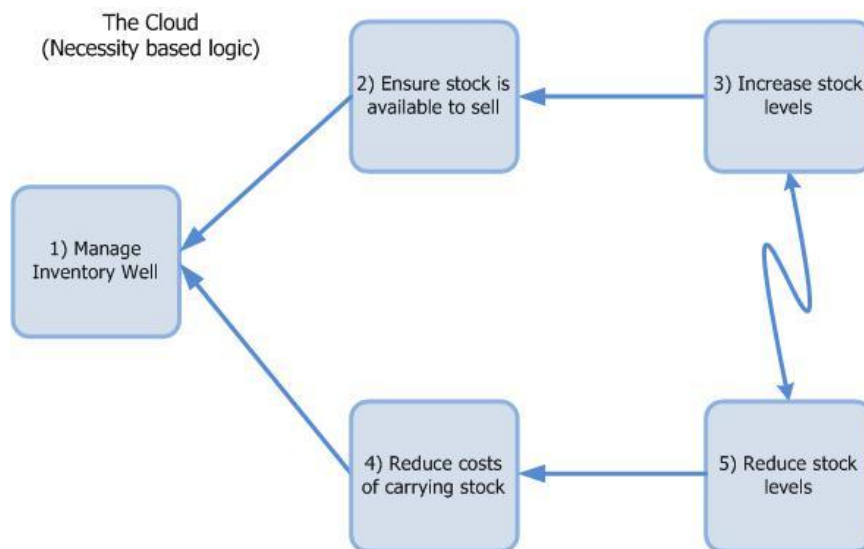 The Cloud
(Necessity based logic)
2) Ensure stock is
available to sell
3) Increase stock
levels
1) Manage
Inventory Well
4) Reduce costs
of carrying stock
5) Reduce stock
levels